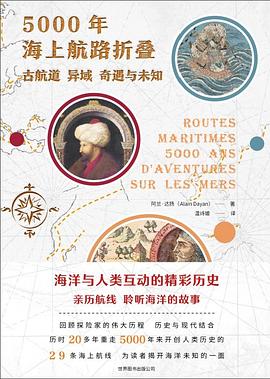 5000 年
海上航路折叠
古航道 异域 奇遇与未知
ROUTES
MARITIMES
5000 ANS
D'AVENTURES
SUR LES MERS
阿兰·达扬（Alain Dayan） 著
温诗媚 译
海洋与人类互动的精彩历史
亲历航线 聆听海洋的故事
回顾探险家的伟大历程 历史与现代结合
历时 20多年重走 5000年来开创人类历史的
29条海上航线 为读者揭开海洋未知的一面
世界图书出版公司